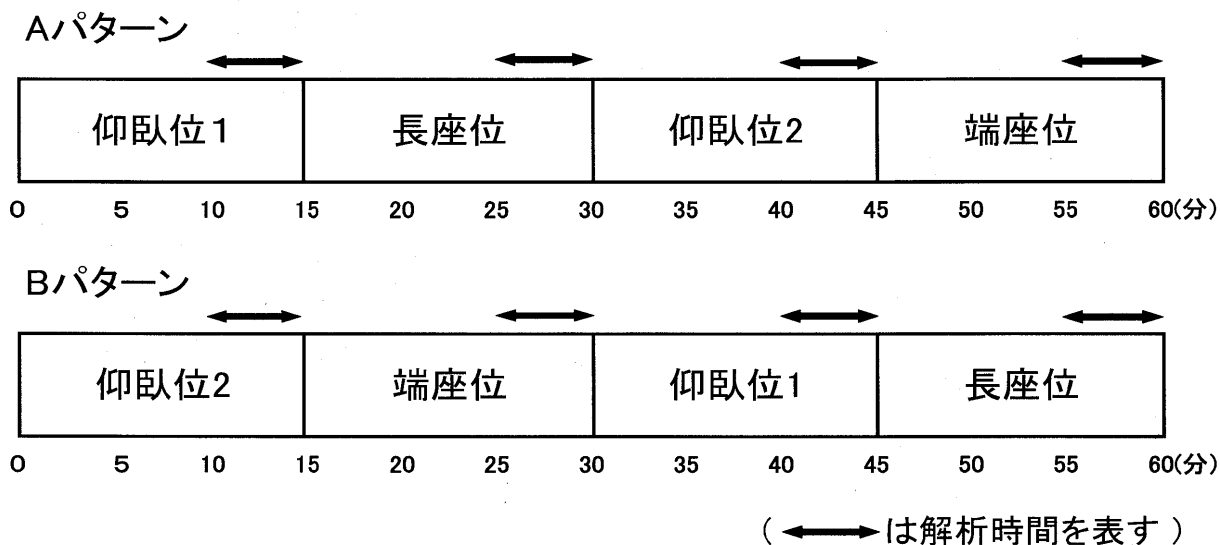 Aパターン
仰臥位1 長座位 仰臥位2 端座位
0 5 10 15 20 25 30 35 40 45 50 55 60(分)
Bパターン
仰臥位2 端座位 仰臥位1 長座位
0 5 10 15 20 25 30 35 40 45 50 55 60(分)
( ⟷は解析時間を表す )